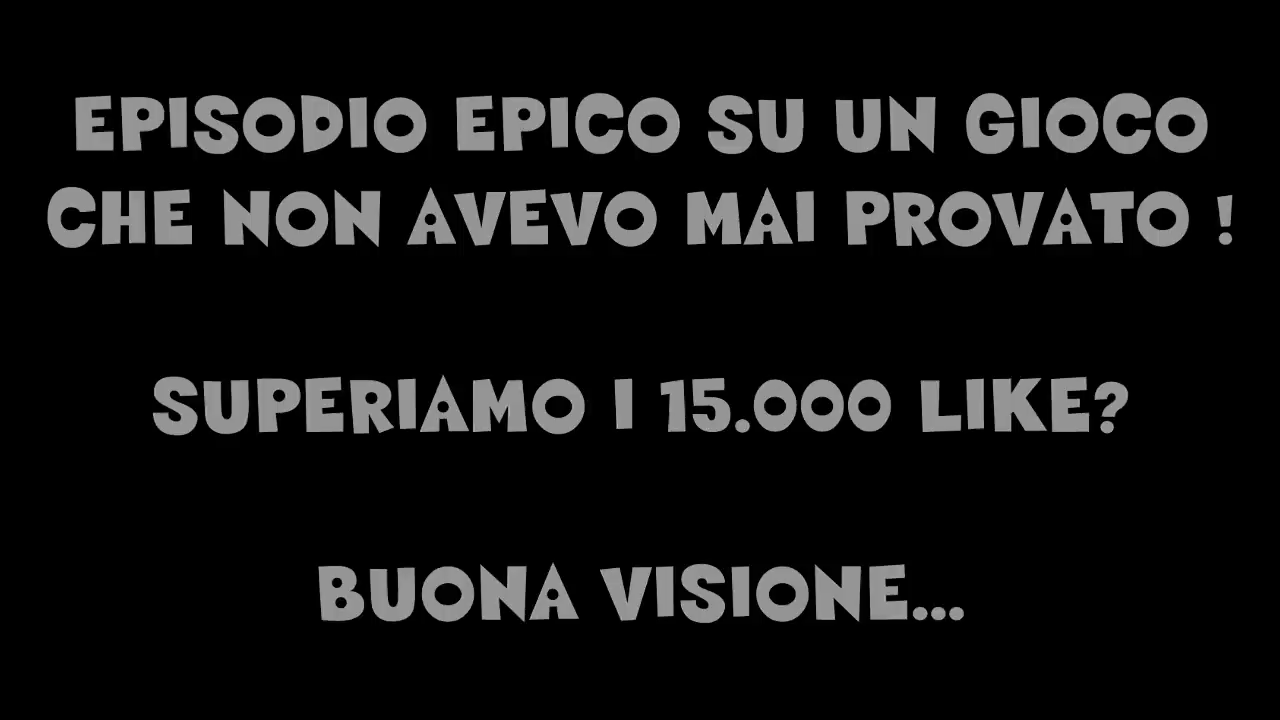 EPISODIO EPICO SU UN GIOCO
CHE NON AVEVO MAI PROVATO !
SUPERIAMO I 15.000 LIKE?
BUONA VISIONE...